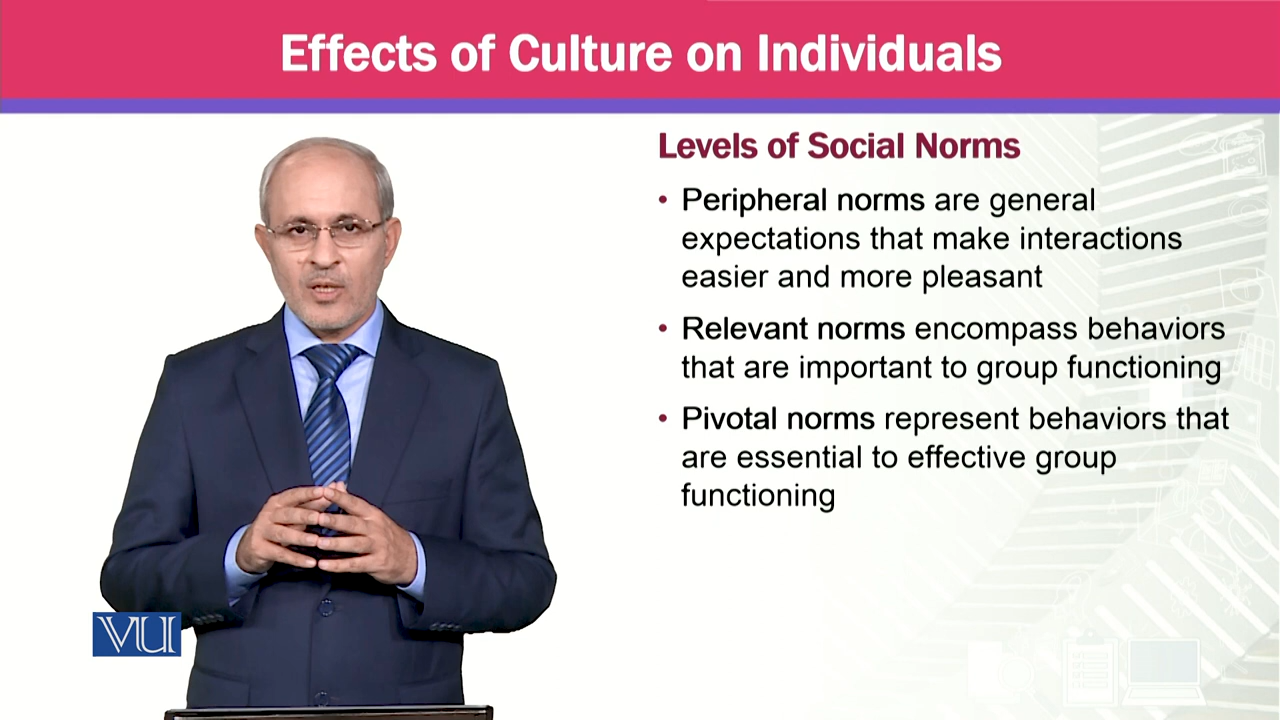 Effects of Culture on Individuals
Levels of Social Norms
• Peripheral norms are general
expectations that make interactions
easier and more pleasant
• Relevant norms encompass behaviors
that are important to group functioning
• Pivotal norms represent behaviors that
are essential to effective group
functioning
VU